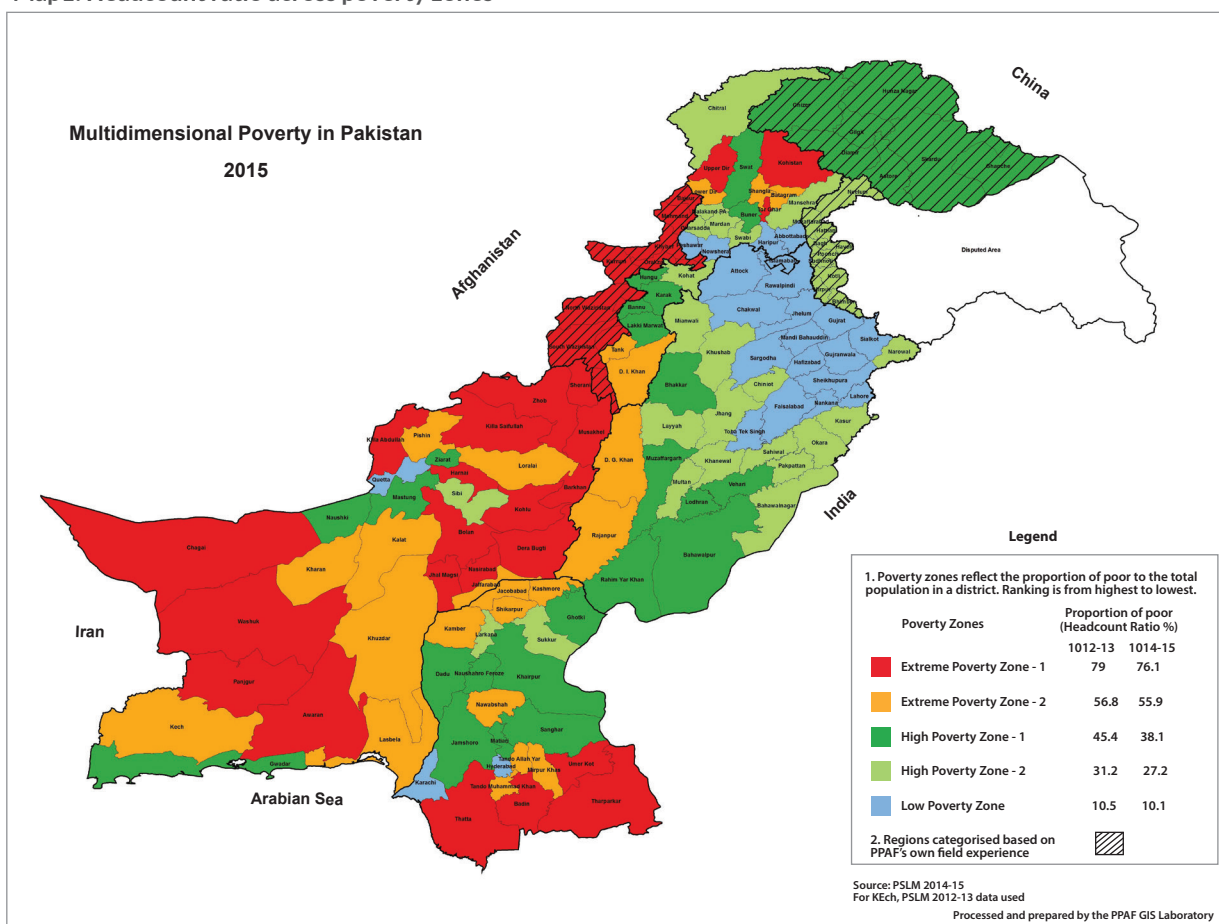 Multidimensional Poverty in Pakistan
2015
China
Afghanistan
Iran
India
Arabian Sea
Disputed Area
Chitral
Upper Dir
Swat
Kohistan
Shangla
Batagram
Mansehra
Buner
Mardan
Swabi
Haripur
Abbottabad
Nowshera
Kohat
Hangu
Karak
Bannu
Lakki Marwat
Tank
D. I. Khan
Attock
Rawalpindi
Chakwal
Jhelum
Gujrat
Mianwali
Khushab
Mandi Bahauddin
Sialkot
Narowal
Sargodha
Hafizabad
Gujranwala
Sheikhupura
Bhakkar
Chiniot
Faisalabad
Nankana
Lahore
Kasur
Jhong
Toba Tek Singh
Okara
Layyah
Sahiwal
Pakpattan
Khanewal
Muzaffargarh
Multan
Vehari
Lodhran
Bahawalnagar
Bahawalpur
Rahim Yar Khan
D. G. Khan
Rajanpur
Sherani
Zhob
Killa Saifullah
Musakhel
Killa Abdullah
Pishin
Ziarat
Loralai
Quetta
Harnai
Barkhan
Sibi
Mastung
Kohlu
Naushki
Bolan
Dera Bugti
Chagai
Kalat
Kharan
Jhal Magsi
Nasirabad
Jaffarabad
Jacobabad
Kashmore
Shikarpur
Kamber
Ghotki
Larkana
Sukkur
Washuk
Khuzdar
Dadu
Naushahro Feroze
Khairpur
Panjgur
Awaran
Nawabshah
Sanghar
Kech
Lasbela
Jamshoro
Matiari
Gwadar
Tando Allah Yar
Hyderabad
Mirpur Khas
Umer Kot
Karachi
Tando Muhammad Khan
Badin
Thatta
Tharparkar
Legend
1. Poverty zones reflect the proportion of poor to the total
population in a district. Ranking is from highest to lowest.
Poverty Zones
Proportion of poor
(Headcount Ratio %)
1012-13 1014-15
Extreme Poverty Zone - 1 79 76.1
Extreme Poverty Zone - 2 56.8 55.9
High Poverty Zone - 1 45.4 38.1
High Poverty Zone - 2 31.2 27.2
Low Poverty Zone 10.5 10.1
2. Regions categorised based on
PPAF's own field experience
Source: PSLM 2014-15
For KEch, PSLM 2012-13 data used
Processed and prepared by the PPAF GIS Laboratory